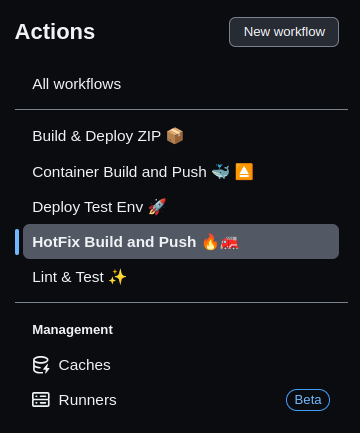 Actions
New workflow
All workflows
Build & Deploy ZIP 📦
Container Build and Push 🐳 ⏏️
Deploy Test Env 🚀
HotFix Build and Push 🔥🚒
Lint & Test ✨
Management
Caches
Runners
Beta